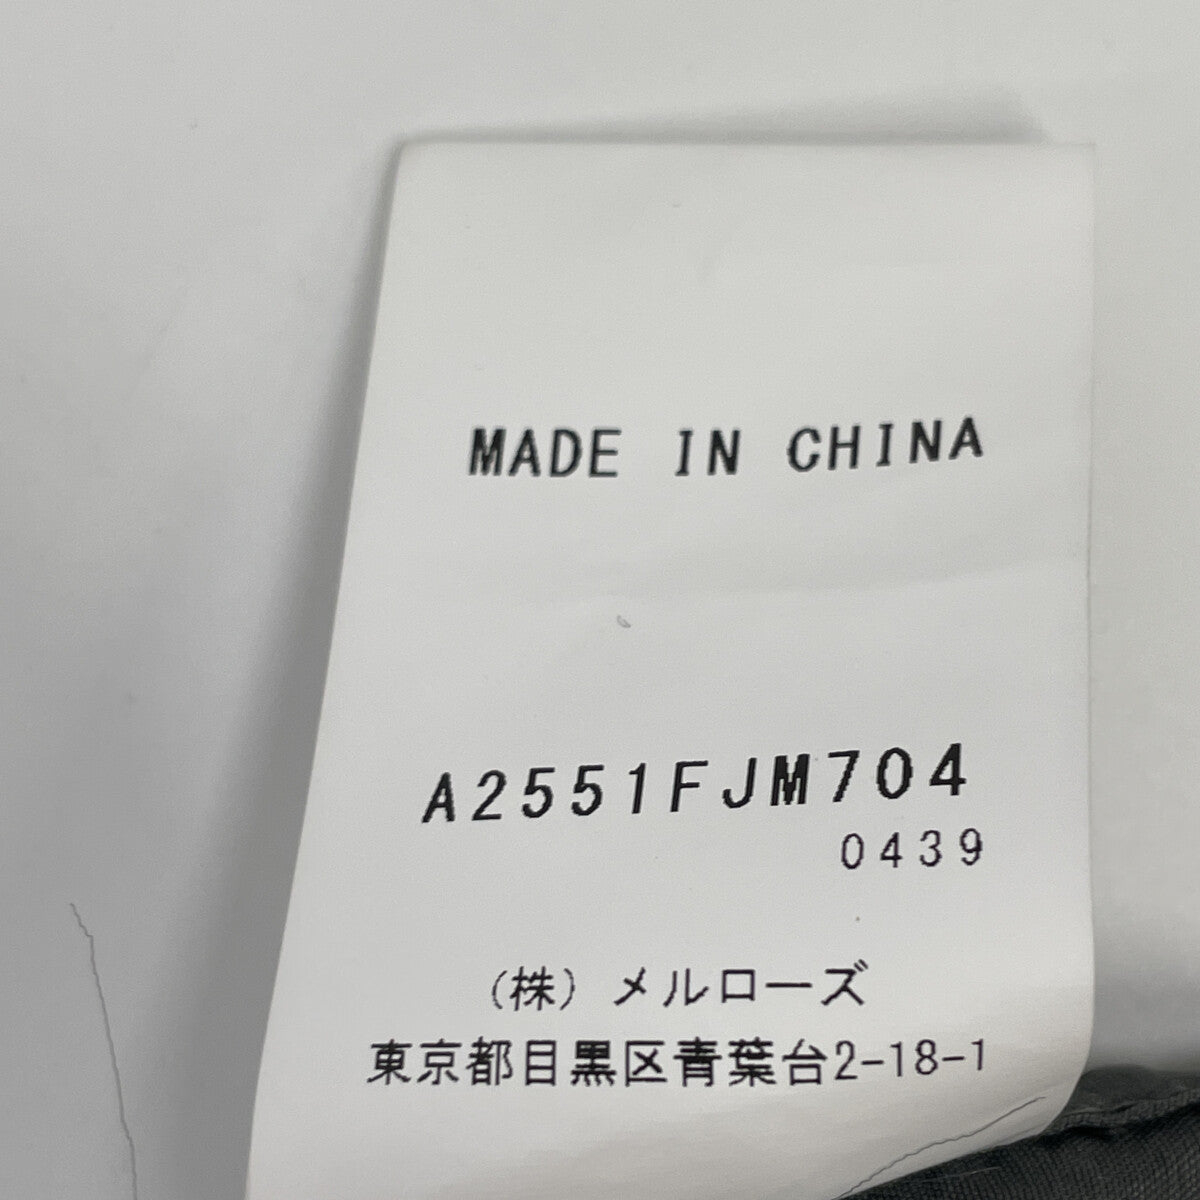 MADE IN CHINA
A2551FJM704
0439
(株)メルローズ
東京都目黒区青葉台2-18-1